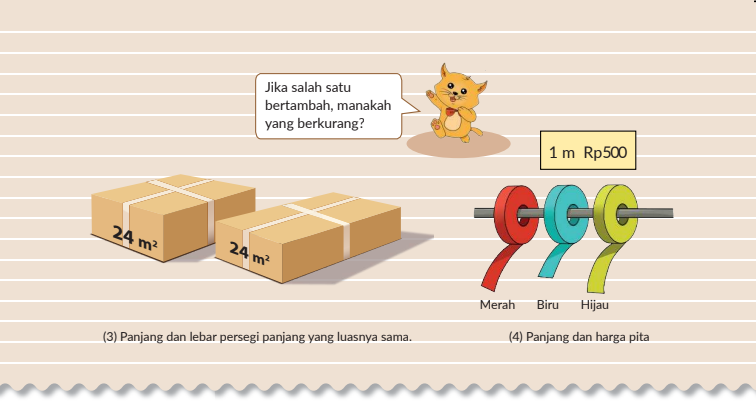 Jika salah satu
bertambah, manakah
yang berkurang?
1 m Rp500
24 m²
24 m²
Merah Biru Hijau
(3) Panjang dan lebar persegi panjang yang luasnya sama.
(4) Panjang dan harga pita